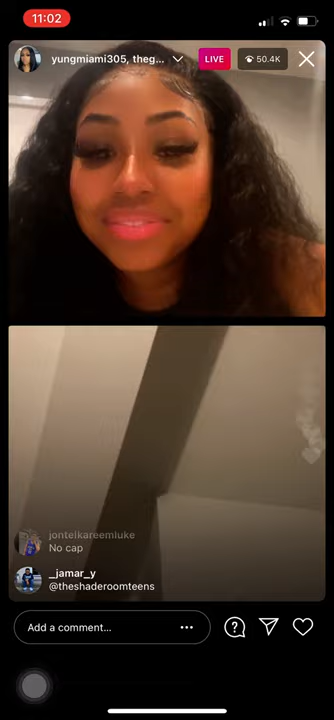 11:02
yungmiami305, theg...
LIVE
50.4K
jontelkareemluke
No cap
_jamar_y
@theshaderoomteens
Add a comment...